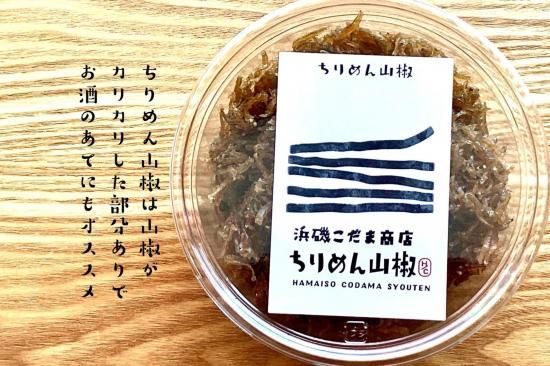 ちりめん山椒は山椒が
カリカリした部分ありで
お酒のあてにもオススメ
ちりめん山椒
浜磯こだま商店
ちりめん山椒
HAMAISO CODAMA SYOUTEN